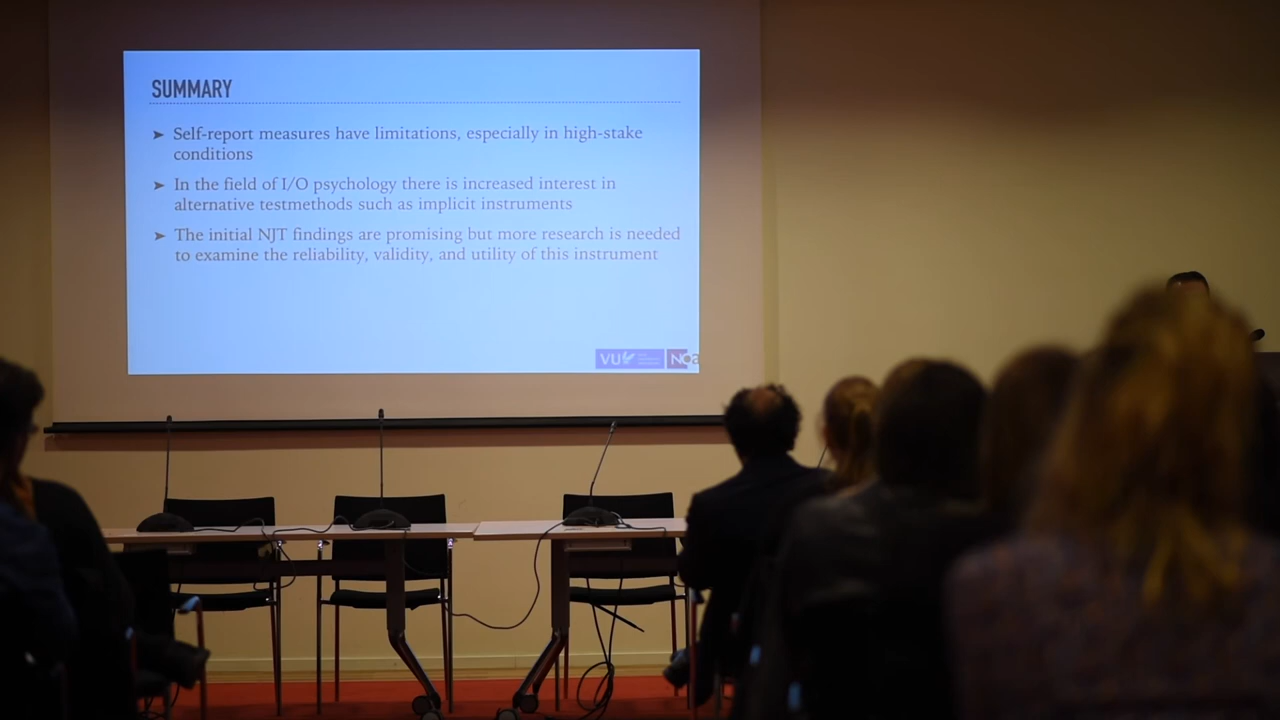 SUMMARY
➤ Self-report measures have limitations, especially in high-stake
conditions
➤ In the field of I/O psychology there is increased interest in
alternative testmethods such as implicit instruments
➤ The initial NJT findings are promising but more research is needed
to examine the reliability, validity, and utility of this instrument
VU
Noa